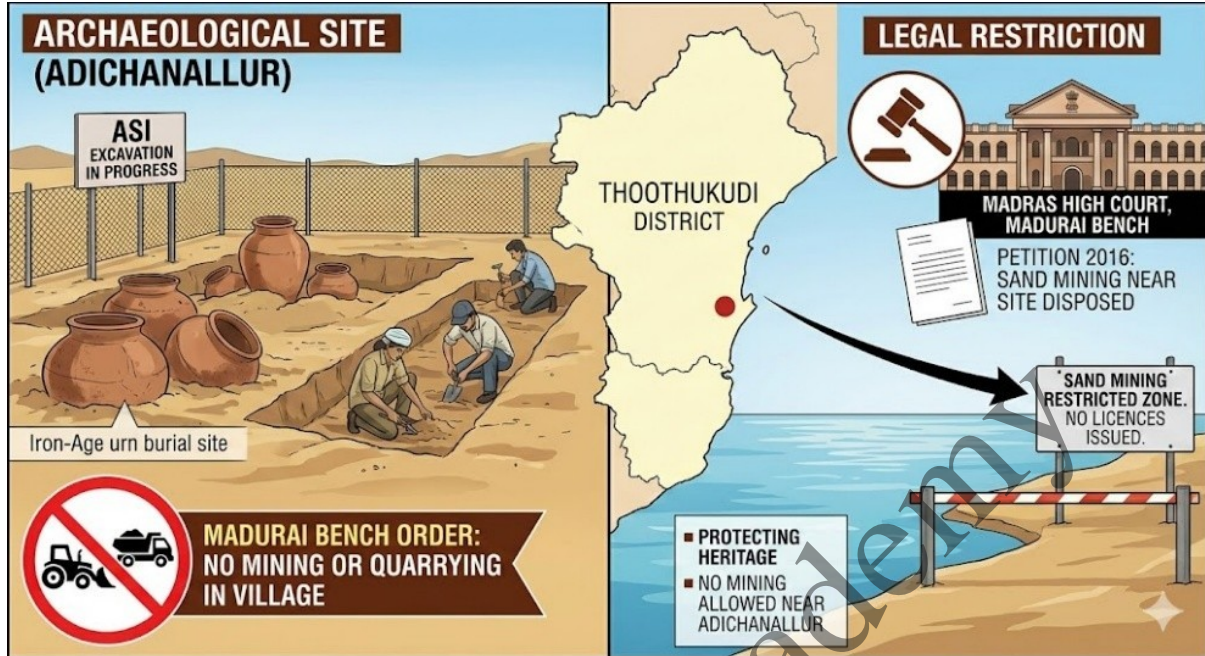 ARCHAEOLOGICAL SITE
(ADICHANALLUR)
ASI
EXCAVATION
IN PROGRESS
Iron-Age urn burial site
MADURAI BENCH ORDER:
NO MINING OR QUARRYING
IN VILLAGE
THOOTHUKUDI
DISTRICT
LEGAL RESTRICTION
MADRAS HIGH COURT,
MADURAI BENCH
PETITION 2016:
SAND MINING NEAR
SITE DISPOSED
SAND MINING
RESTRICTED ZONE.
NO LICENCES
ISSUED.
▪ PROTECTING
HERITAGE
▪ NO MINING
ALLOWED NEAR
ADICHANALLUR
ademy